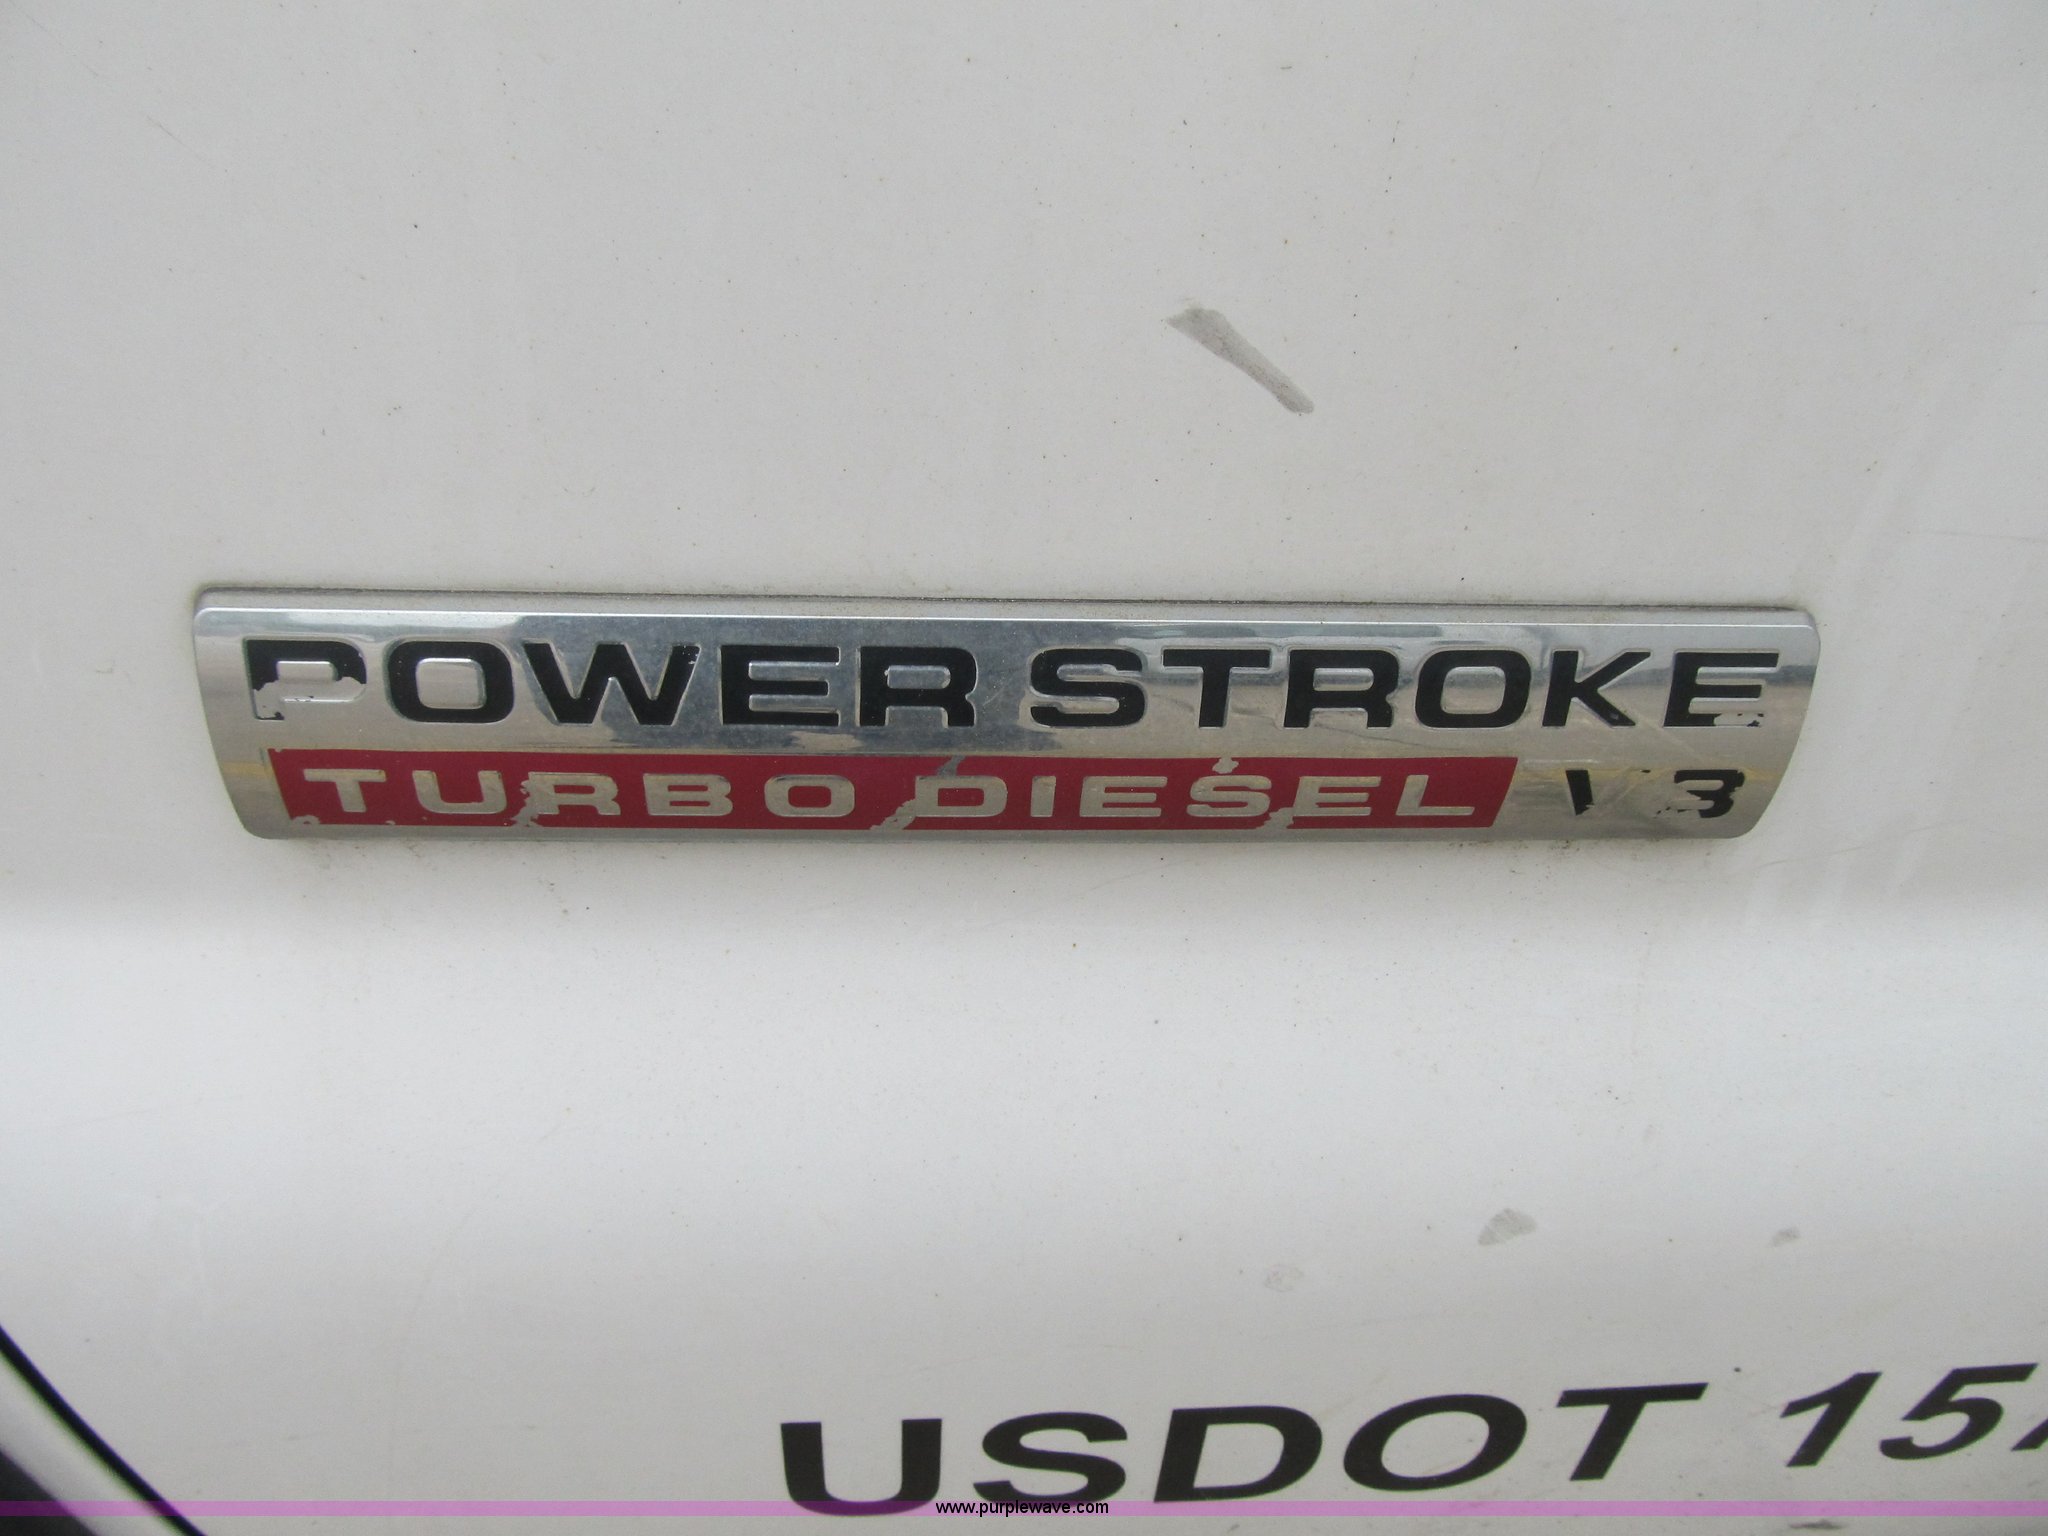 POWER STROKE
TURBO DIESEL V8
USDOT 15
www.purplewave.com